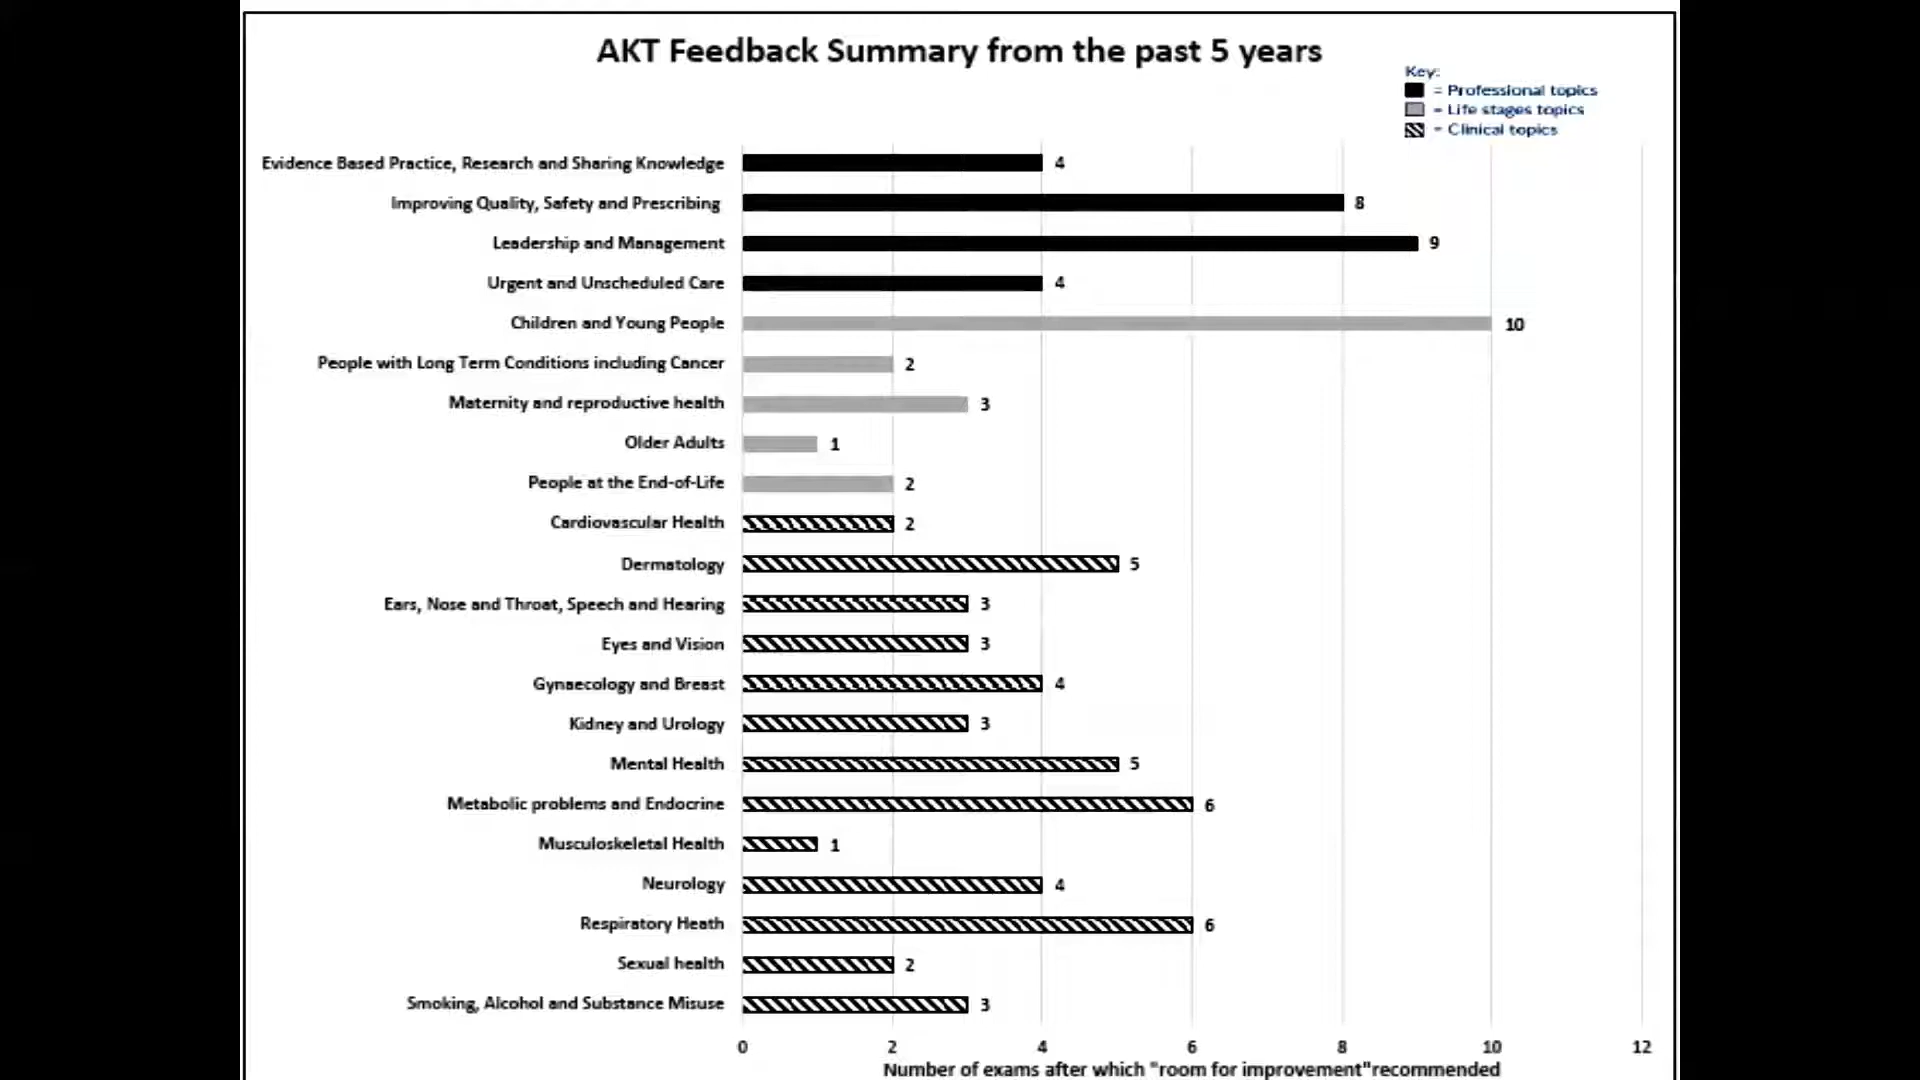 AKT Feedback Summary from the past 5 years
Key:
= Professional topics
= Life stages topics
= Clinical topics
Evidence Based Practice, Research and Sharing Knowledge 4
Improving Quality, Safety and Prescribing 8
Leadership and Management 9
Urgent and Unscheduled Care 4
Children and Young People 10
People with Long Term Conditions including Cancer 2
Maternity and reproductive health 3
Older Adults 1
People at the End-of-Life 2
Cardiovascular Health 2
Dermatology 5
Ears, Nose and Throat, Speech and Hearing 3
Eyes and Vision 3
Gynaecology and Breast 4
Kidney and Urology 3
Mental Health 5
Metabolic problems and Endocrine 6
Musculoskeletal Health 1
Neurology 4
Respiratory Heath 6
Sexual health 2
Smoking, Alcohol and Substance Misuse 3
0 2 4 6 8 10 12
Number of exams after which "room for improvement"recommended